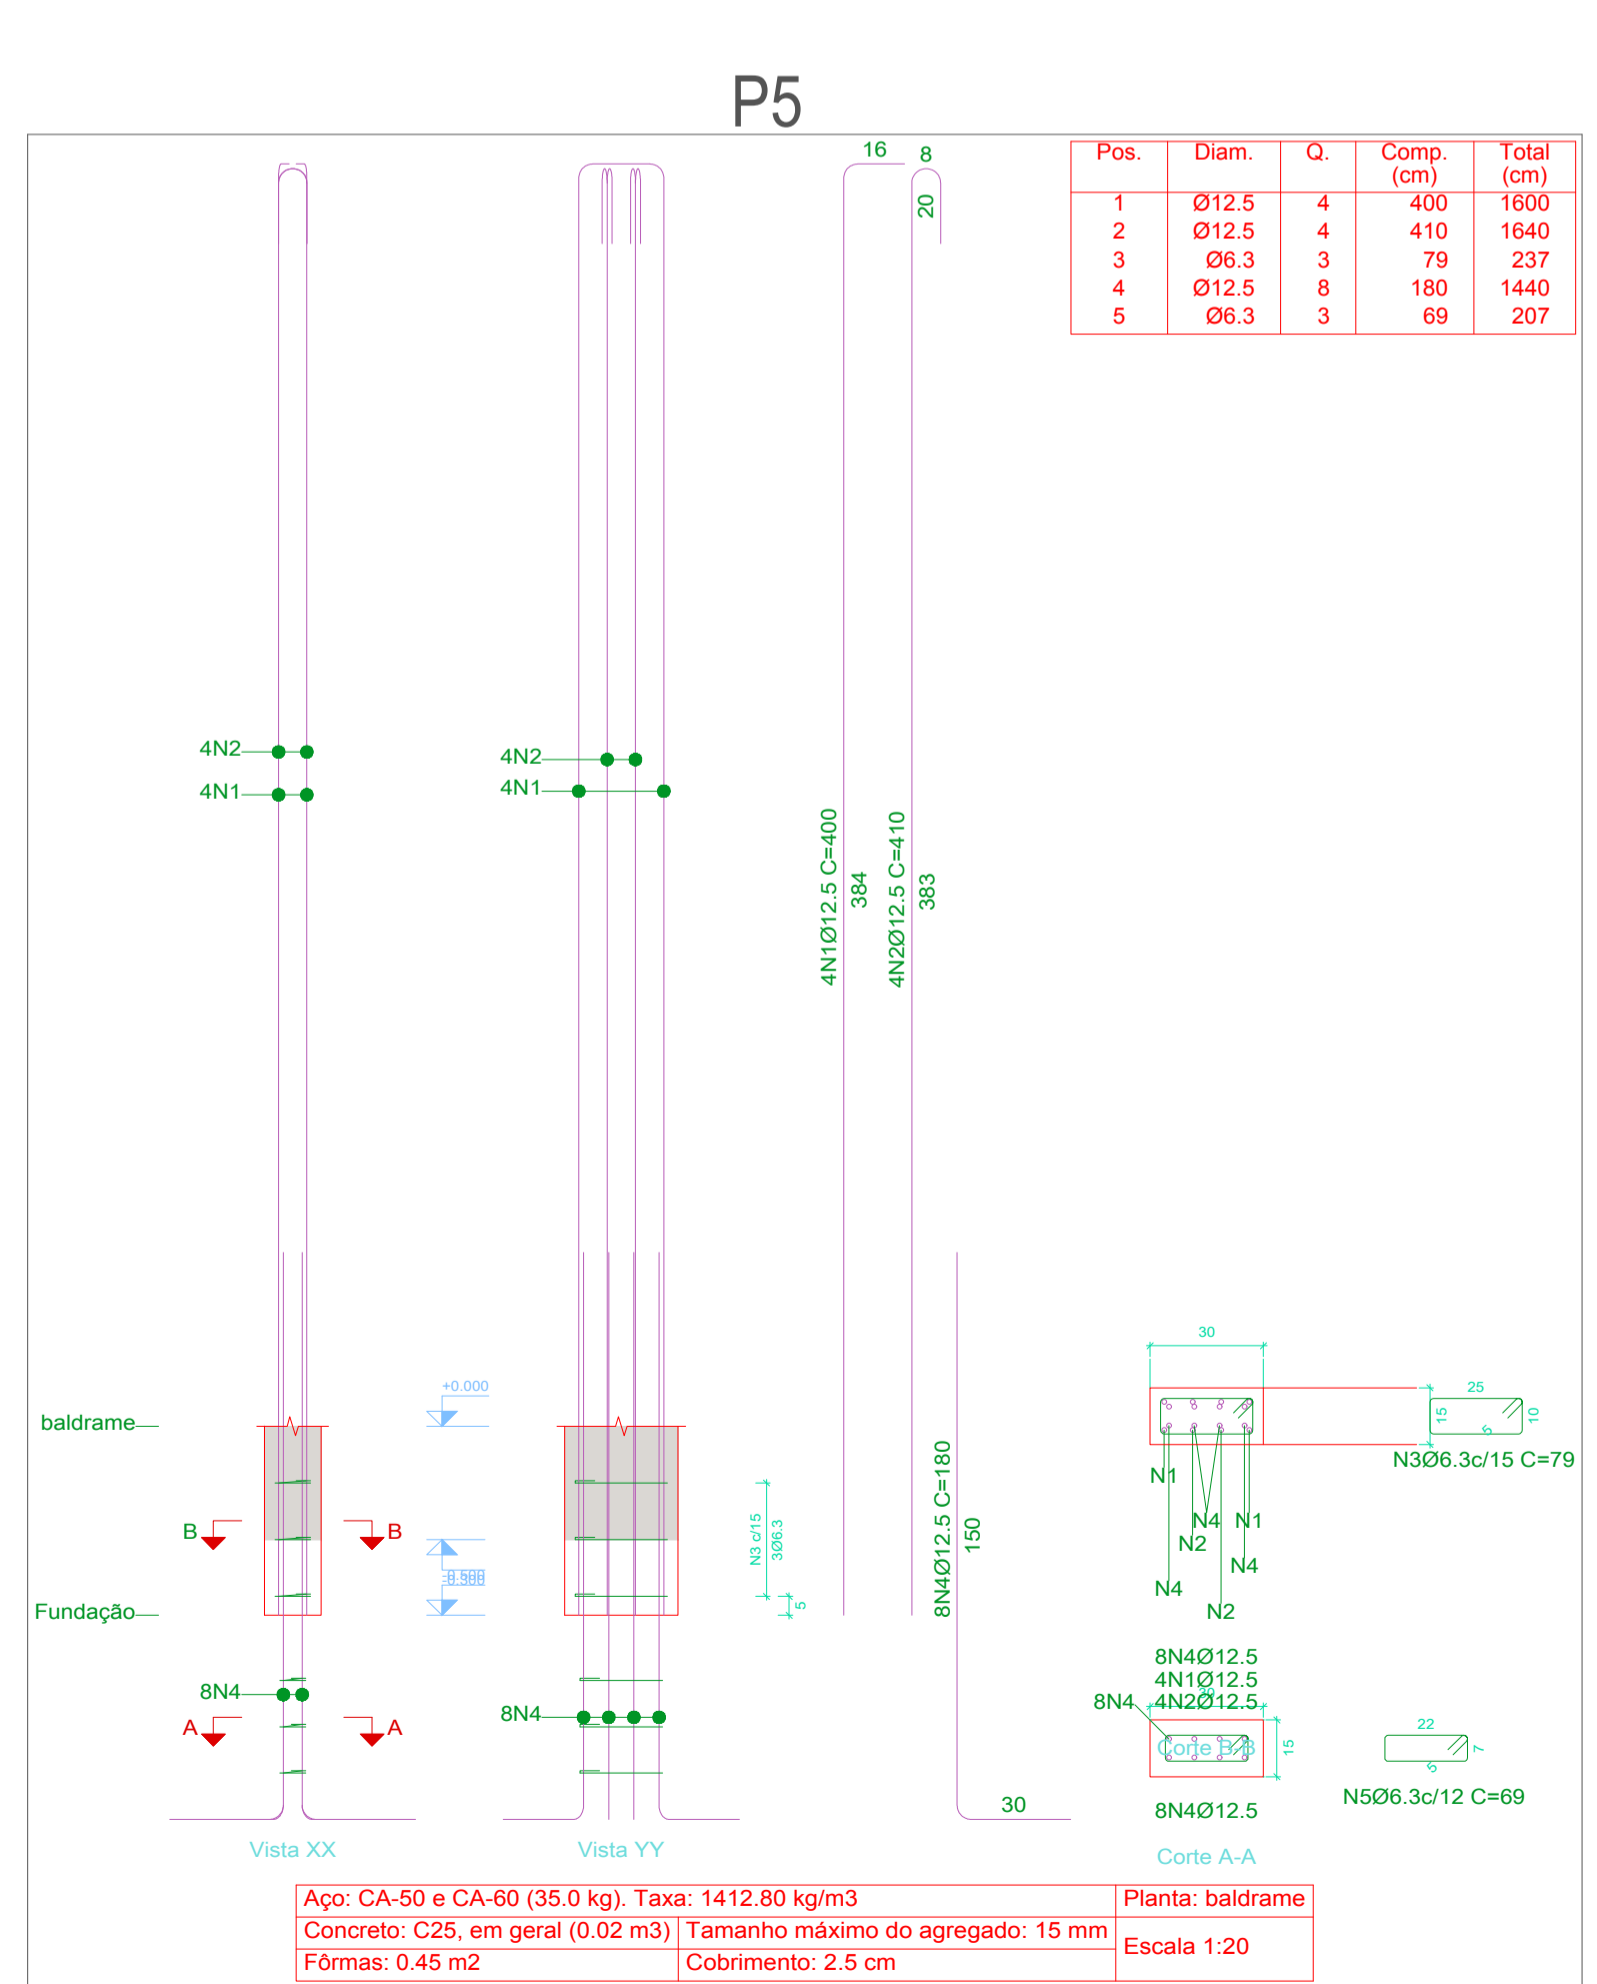 P5
Pos. Diam. Q. Comp. (cm) Total (cm)
1 Ø12.5 4 400 1600
2 Ø12.5 4 410 1640
3 Ø6.3 3 79 237
4 Ø12.5 8 180 1440
5 Ø6.3 3 69 207
16
8
20
4N2
4N1
4N2
4N1
4N1Ø12.5 C=400
384
4N2Ø12.5 C=410
383
baldrame
+0.000
B
B
-0.300
Fundação
N3 c/15
3Ø6.3
5
8N4Ø12.5 C=180
150
30
30
15
25
10
5
N3Ø6.3c/15 C=79
N1
N4
N1
N2
N4
N4
N2
8N4Ø12.5
4N1Ø12.5
4N2Ø12.5
30
Corte B-B
8N4
8N4
8N4
A
A
15
22
7
5
N5Ø6.3c/12 C=69
8N4Ø12.5
Corte A-A
Vista XX
Vista YY
Aço: CA-50 e CA-60 (35.0 kg). Taxa: 1412.80 kg/m3
Planta: baldrame
Concreto: C25, em geral (0.02 m3)
Tamanho máximo do agregado: 15 mm
Escala 1:20
Fôrmas: 0.45 m2
Cobrimento: 2.5 cm